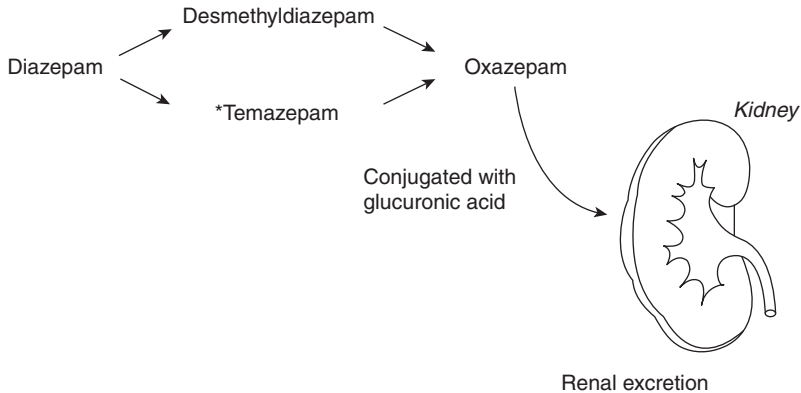 Desmethyldiazepam
Diazepam
Oxazepam
*Temazepam
Kidney
Conjugated with
glucuronic acid
Renal excretion